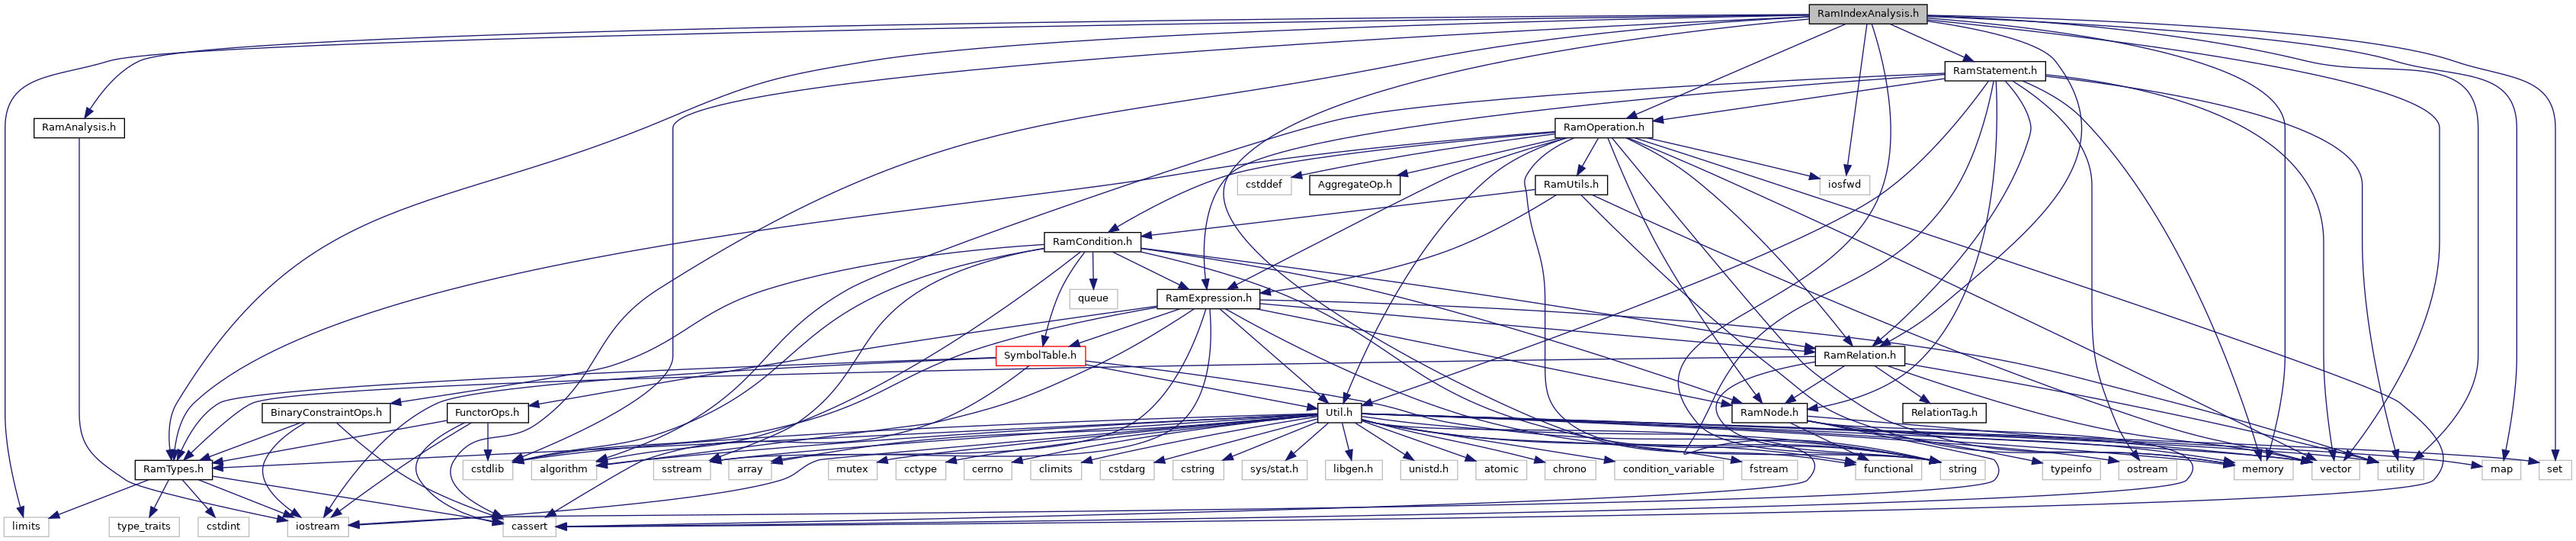 RamIndexAnalysis.h
RamStatement.h
RamAnalysis.h
RamOperation.h
cstddef
AggregateOp.h
RamUtils.h
iosfwd
RamCondition.h
queue
RamExpression.h
SymbolTable.h
RamRelation.h
BinaryConstraintOps.h
FunctorOps.h
Util.h
RamNode.h
RelationTag.h
RamTypes.h
cstdlib
algorithm
sstream
array
mutex
cctype
cerrno
climits
cstdarg
cstring
sys/stat.h
libgen.h
unistd.h
atomic
chrono
condition_variable
fstream
functional
string
typeinfo
ostream
memory
vector
utility
map
set
limits
type_traits
cstdint
iostream
cassert